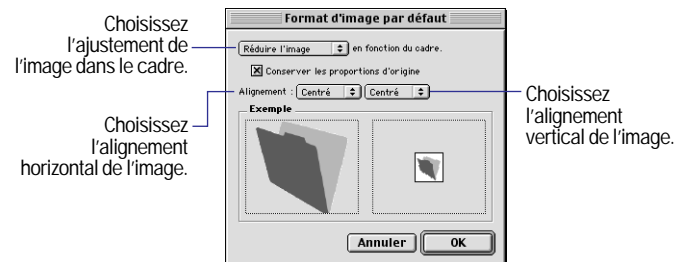 Choisissez
l'ajustement de
l'image dans le cadre.
Choisissez
l'alignement
horizontal de l'image.
Format d'image par défaut
Réduire l'image en fonction du cadre.
Conserver les proportions d'origine
Alignement : Centré Centré
Exemple
Annuler OK
Choisissez
l'alignement
vertical de l'image.